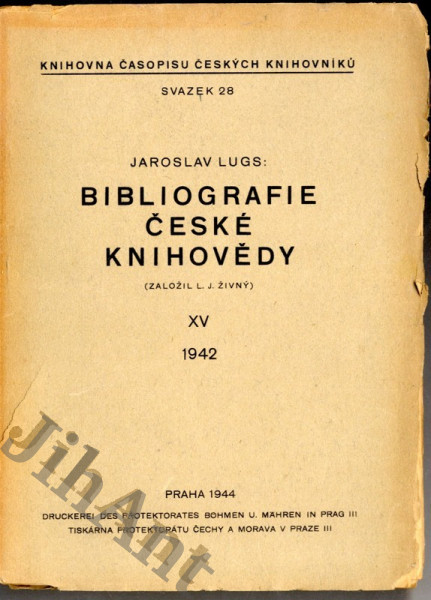 KNIHOVNA ČASOPISU ČESKÝCH KNIHOVNÍKŮ
SVAZEK 28
JAROSLAV LUGS:
BIBLIOGRAFIE
ČESKÉ
KNIHOVĚDY
(ZALOŽIL L. J. ŽIVNÝ)
XV
1942
PRAHA 1944
DRUCKEREI DES PROTEKTORATES BÖHMEN U. MÄHREN IN PRAG III
TISKÁRNA PROTEKTORÁTU ČECHY A MORAVA V PRAZE III
JihAnt